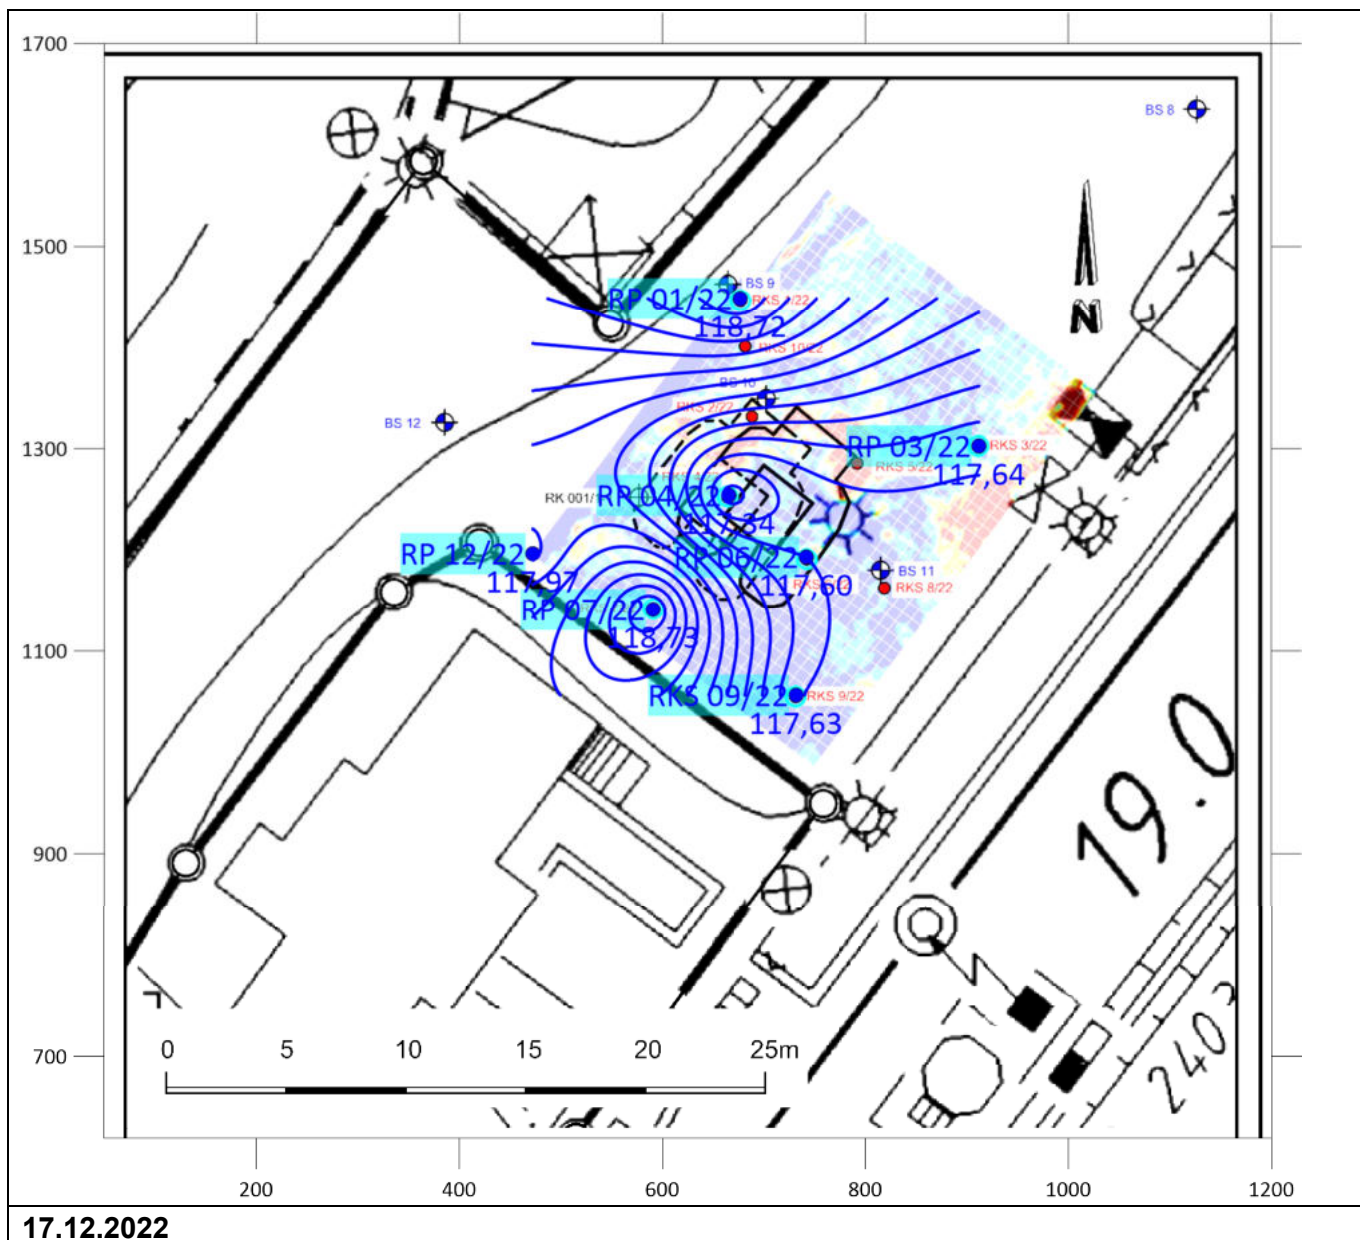 1700
BS 8
1500
BS 9
RP 01/22
RKS 1/22
118,72
N
RKS 10/22
BS 10
RKS 2/22
BS 12
1300
RP 03/22
RKS 3/22
RKS 5/22
117,64
RK 001/1
RP 04/22
117,34
RP 12/22
RP 06/22
BS 11
117,97
117,60
RKS 8/22
RP 07/22
118,73
1100
RKS 09/22
RKS 9/22
117,63
19.0
900
700
0 5 10 15 20 25m
240
200 400 600 800 1000 1200
17.12.2022